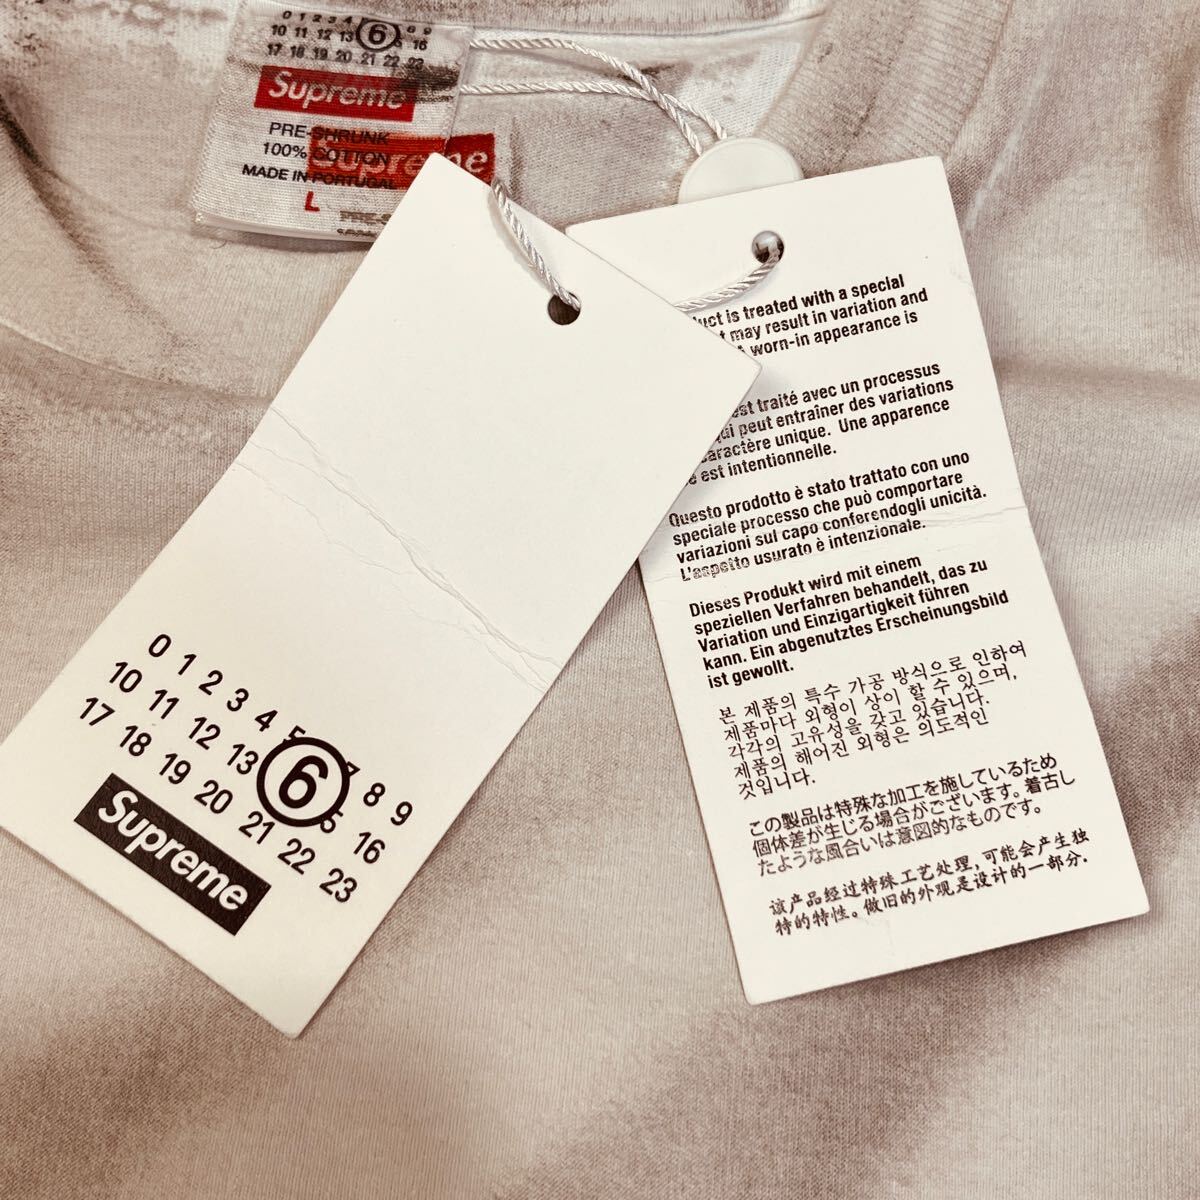 0 1 2 3 4 6 8 9
10 11 12 13 16
17 18 19 20 21 22 23
Supreme
PRE-SHRUNK
100% COTTON
MADE IN PORTUGAL
L
Supreme
0 1 2 3 4 5 6 7 8 9
10 11 12 13 5 16
17 18 19 20 21 22 23
Supreme
is treated with a special
may result in variation and
worn-in appearance is
est traité avec un processus
qui peut entraîner des variations
caractère unique. Une apparence
est intentionnelle.
Questo prodotto è stato trattato con uno
speciale processo che può comportare
variazioni sul capo conferendogli unicità.
L'aspetto usurato è intenzionale.
Dieses Produkt wird mit einem
speziellen Verfahren behandelt, das zu
Variation und Einzigartigkeit führen
kann. Ein abgenutztes Erscheinungsbild
ist gewollt.
본 제품의 특수 가공 방식으로 인하여
제품마다 외형이 상이 할 수 있으며,
각각의 고유성을 갖고 있습니다.
제품의 해어진 외형은 의도적인
것입니다.
この製品は特殊な加工を施しているため
個体差が生じる場合がございます。着古し
たような風合いは意図的なものです。
该产品经过特殊工艺处理,可能会产生独
特的特性。做旧的外观是设计的一部分.